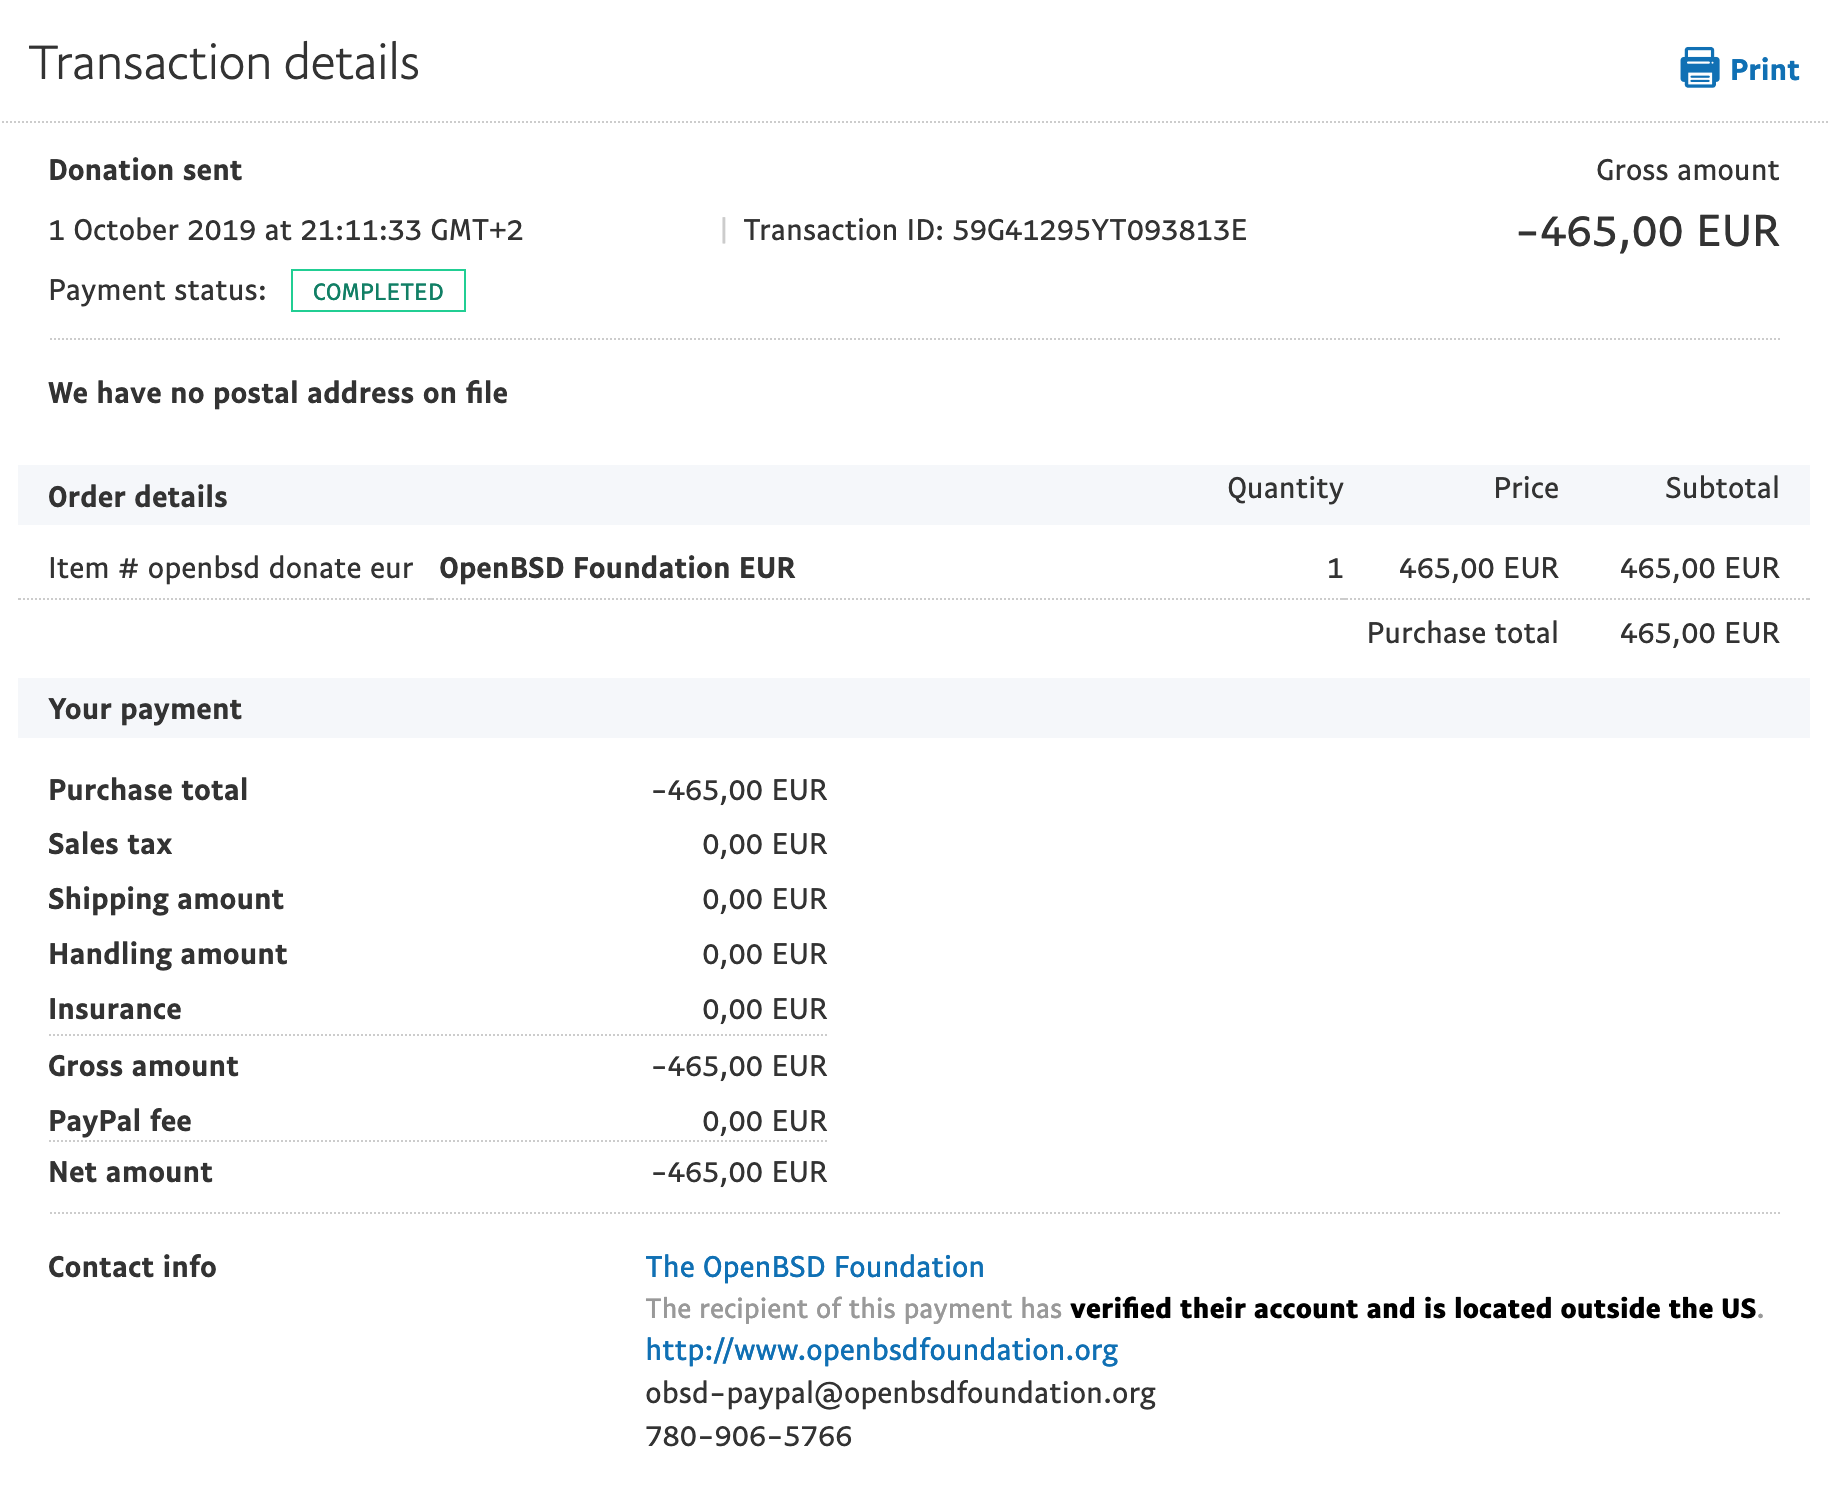 Transaction details
Print
Donation sent
Gross amount
1 October 2019 at 21:11:33 GMT+2 | Transaction ID: 59G41295YT093813E
-465,00 EUR
Payment status: COMPLETED
We have no postal address on file
Order details Quantity Price Subtotal
Item # openbsd donate eur OpenBSD Foundation EUR 1 465,00 EUR 465,00 EUR
Purchase total 465,00 EUR
Your payment
Purchase total -465,00 EUR
Sales tax 0,00 EUR
Shipping amount 0,00 EUR
Handling amount 0,00 EUR
Insurance 0,00 EUR
Gross amount -465,00 EUR
PayPal fee 0,00 EUR
Net amount -465,00 EUR
Contact info The OpenBSD Foundation
The recipient of this payment has verified their account and is located outside the US.
http://www.openbsdfoundation.org
obsd-paypal@openbsdfoundation.org
780-906-5766